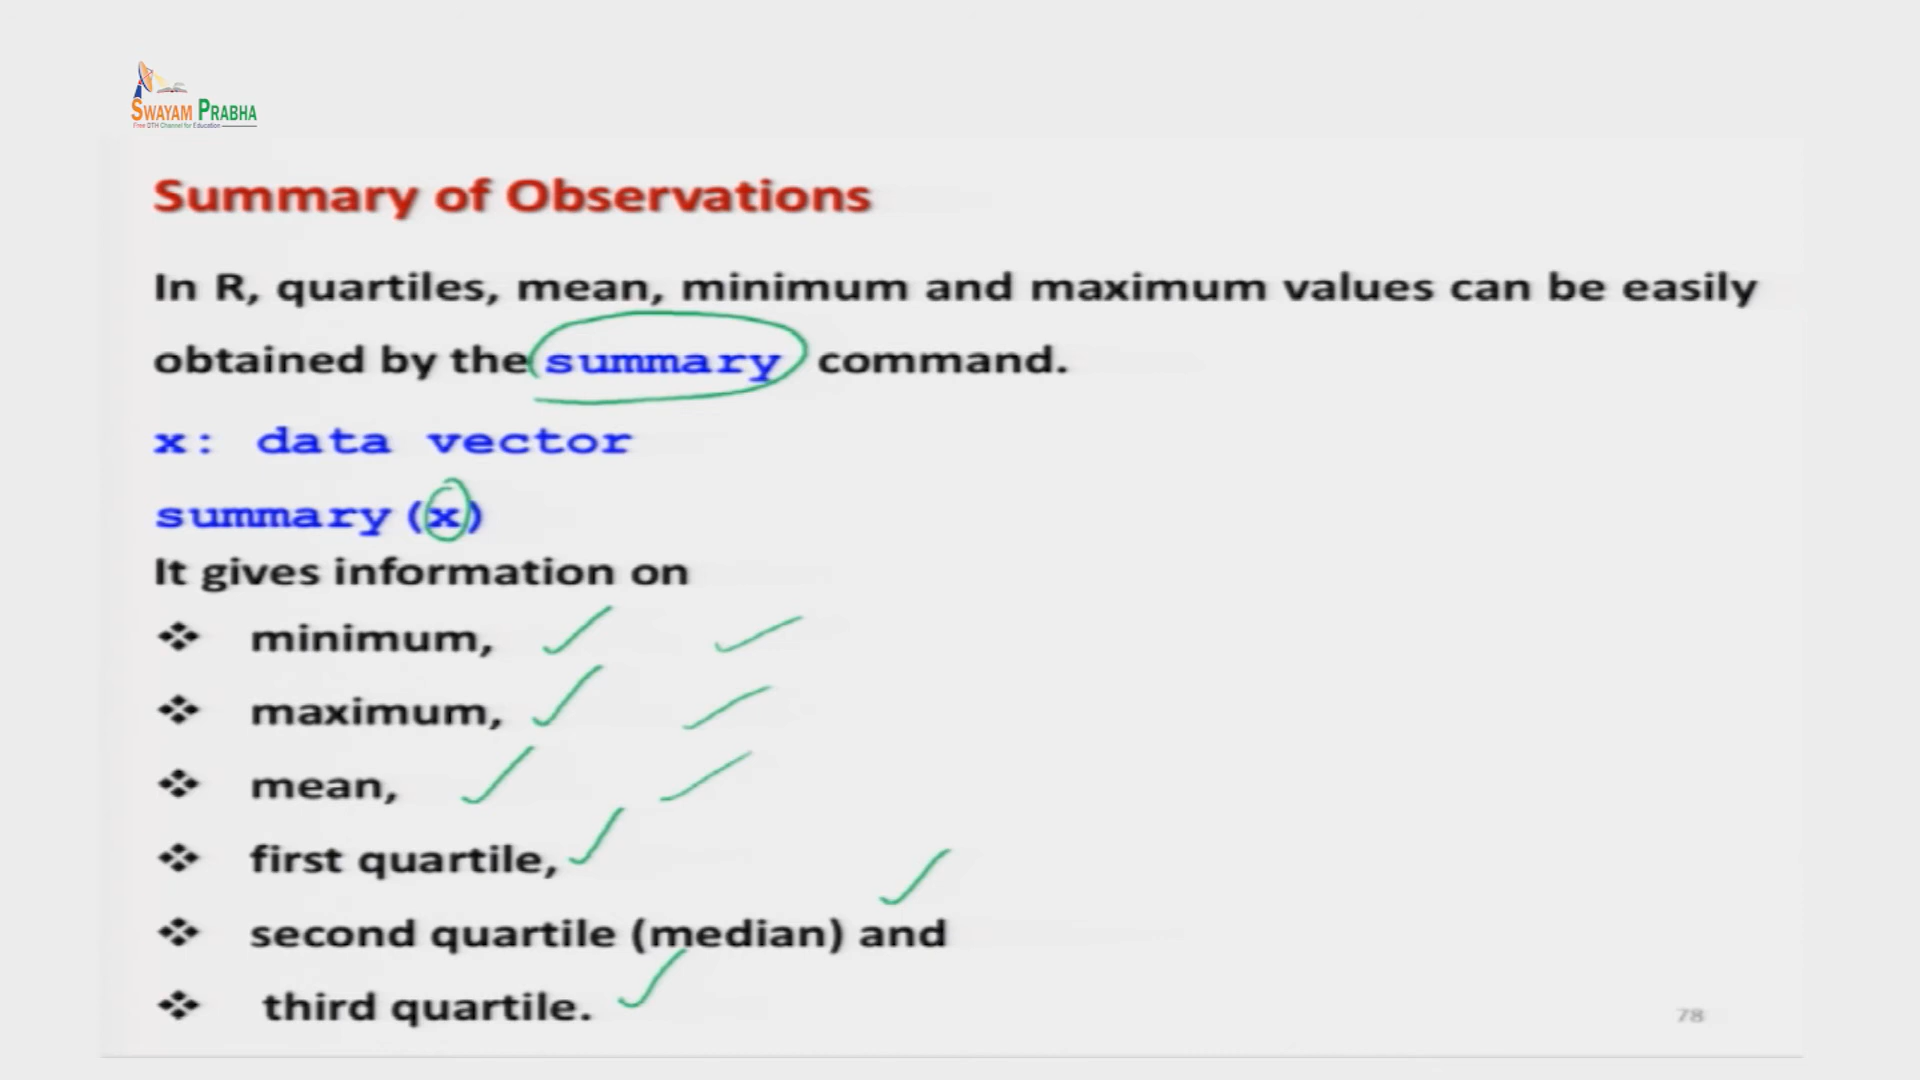 SWAYAM PRABHA
Free DTH Channel for Education
Summary of Observations
In R, quartiles, mean, minimum and maximum values can be easily
obtained by the summary command.
x: data vector
summary(x)
It gives information on
❖ minimum,
❖ maximum,
❖ mean,
❖ first quartile,
❖ second quartile (median) and
❖ third quartile.
78